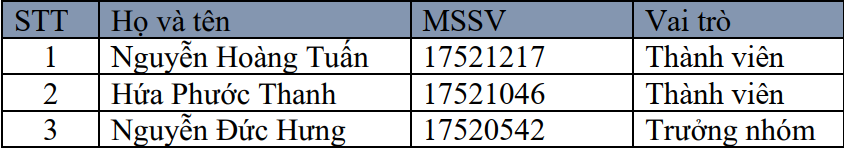 STT Họ và tên MSSV Vai trò
1 Nguyễn Hoàng Tuấn 17521217 Thành viên
2 Hứa Phước Thanh 17521046 Thành viên
3 Nguyễn Đức Hưng 17520542 Trưởng nhóm